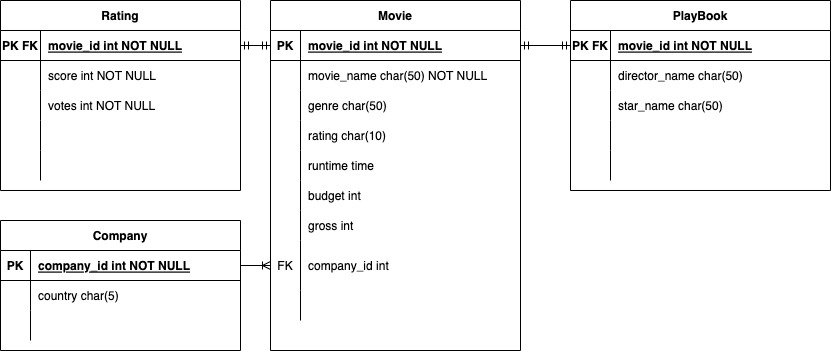 Rating
PK FK movie_id int NOT NULL
score int NOT NULL
votes int NOT NULL
Movie
PK movie_id int NOT NULL
movie_name char(50) NOT NULL
genre char(50)
rating char(10)
runtime time
budget int
gross int
FK company_id int
PlayBook
PK FK movie_id int NOT NULL
director_name char(50)
star_name char(50)
Company
PK company_id int NOT NULL
country char(5)